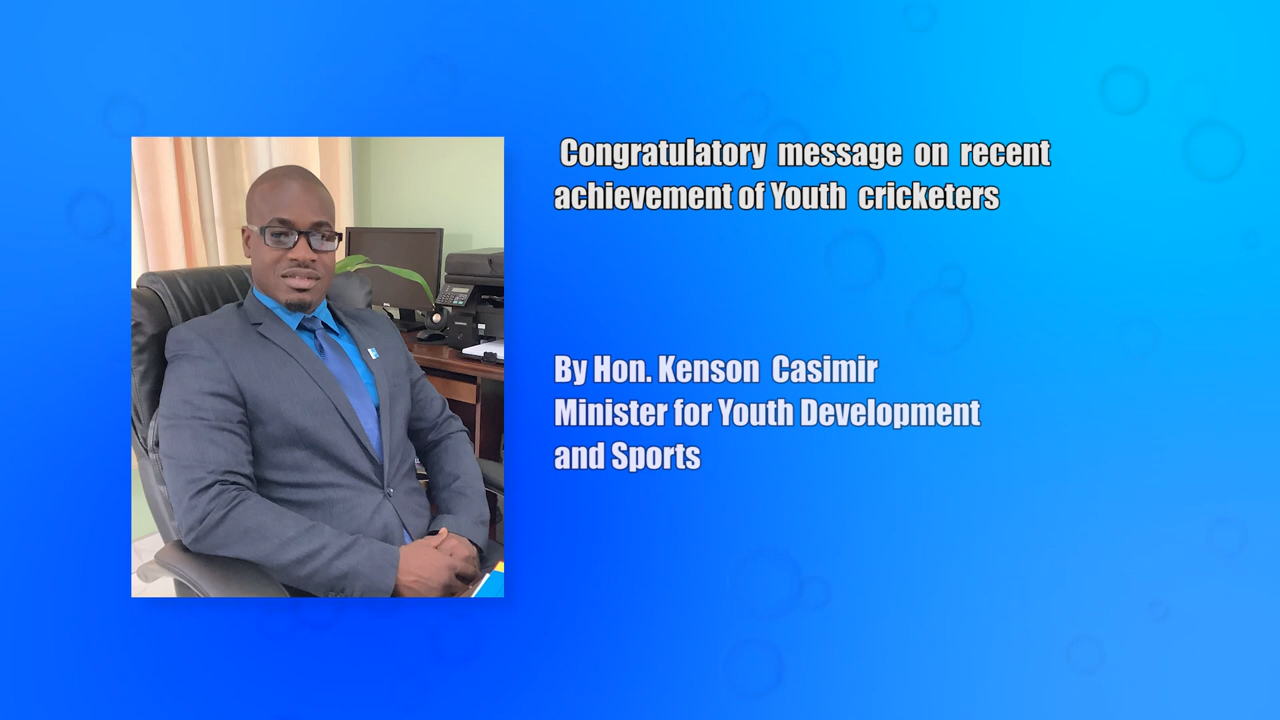 Congratulatory message on recent
achievement of Youth cricketers
By Hon. Kenson Casimir
Minister for Youth Development
and Sports